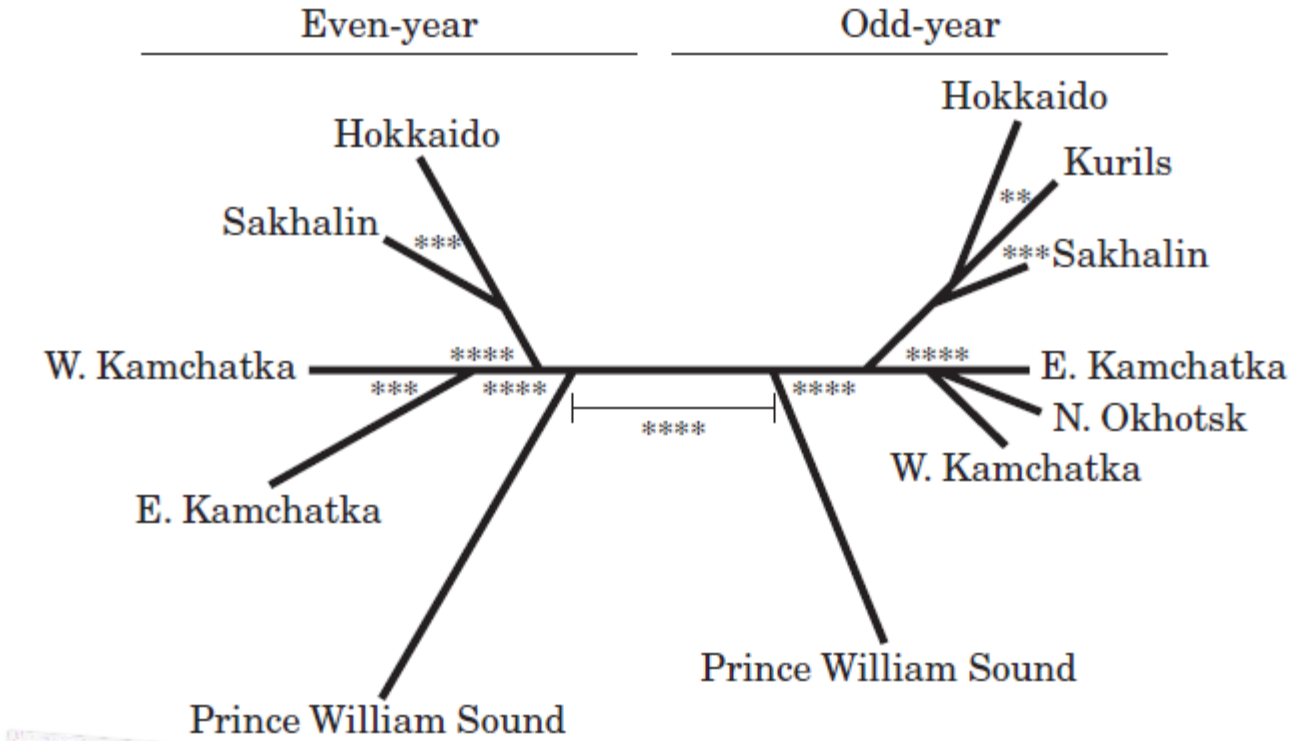 Even-year
Odd-year
Hokkaido
Hokkaido
Kurils
**
Sakhalin
***
***Sakhalin
W. Kamchatka
****
****
E. Kamchatka
***
****
****
N. Okhotsk
****
W. Kamchatka
E. Kamchatka
Prince William Sound
Prince William Sound